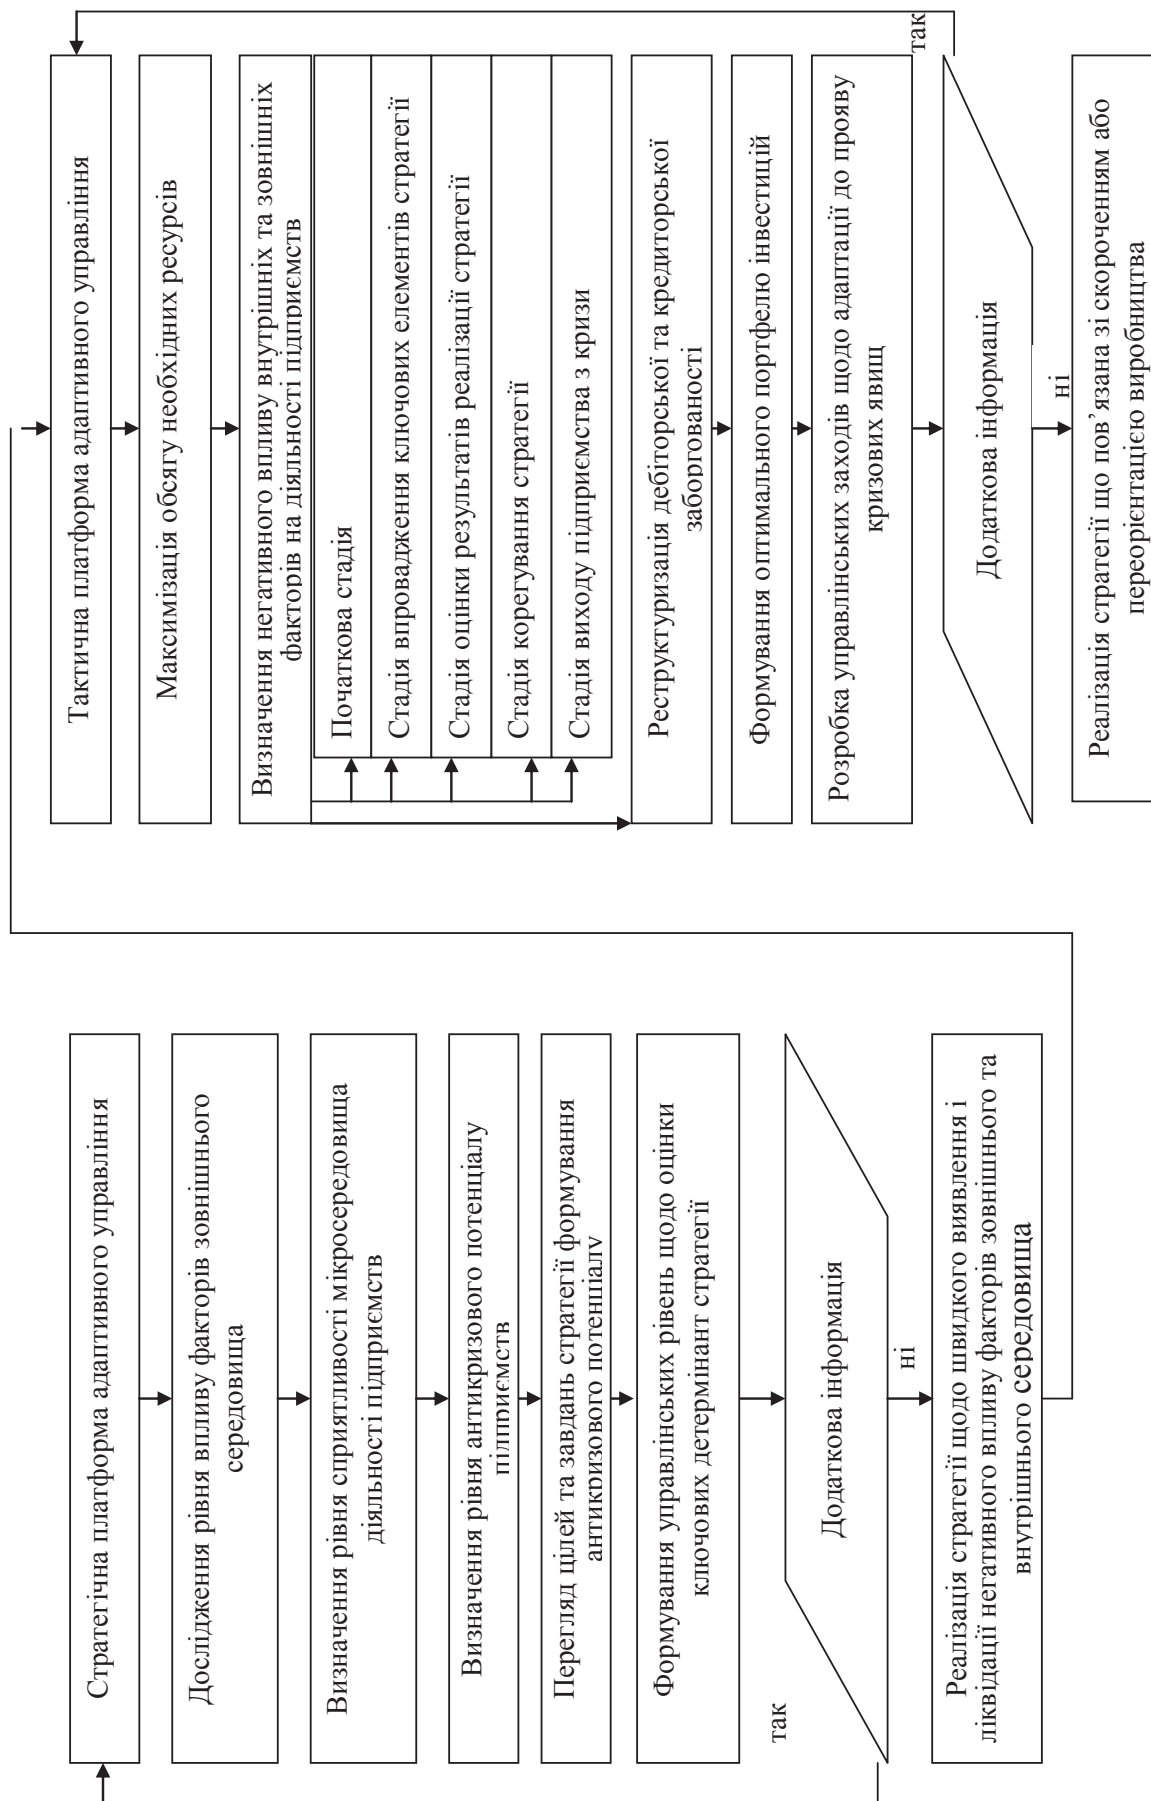 Стратегічна платформа адаптивного управління
Дослідження рівня впливу факторів зовнішнього
середовища
Визначення рівня сприятливості мікросередовища
діяльності підприємств
Визначення рівня антикризового потенціалу
підприємств
Перегляд цілей та завдань стратегії формування
антикризового потенціалу
Формування управлінських рівень щодо оцінки
ключових детермінант стратегії
так
Додаткова інформація
ні
Реалізація стратегії щодо швидкого виявлення і
ліквідації негативного впливу факторів зовнішнього та
внутрішнього середовища
Тактична платформа адаптивного управління
Максимізація обсягу необхідних ресурсів
Визначення негативного впливу внутрішніх та зовнішніх
факторів на діяльності підприємств
Початкова стадія
Стадія впровадження ключових елементів стратегії
Стадія оцінки результатів реалізації стратегії
Стадія корегування стратегії
Стадія виходу підприємства з кризи
Реструктуризація дебіторської та кредиторської
заборгованості
Формування оптимального портфелю інвестицій
Розробка управлінських заходів щодо адаптації до прояву
кризових явищ
так
Додаткова інформація
ні
Реалізація стратегії що пов’язана зі скороченням або
переорієнтацією виробництва